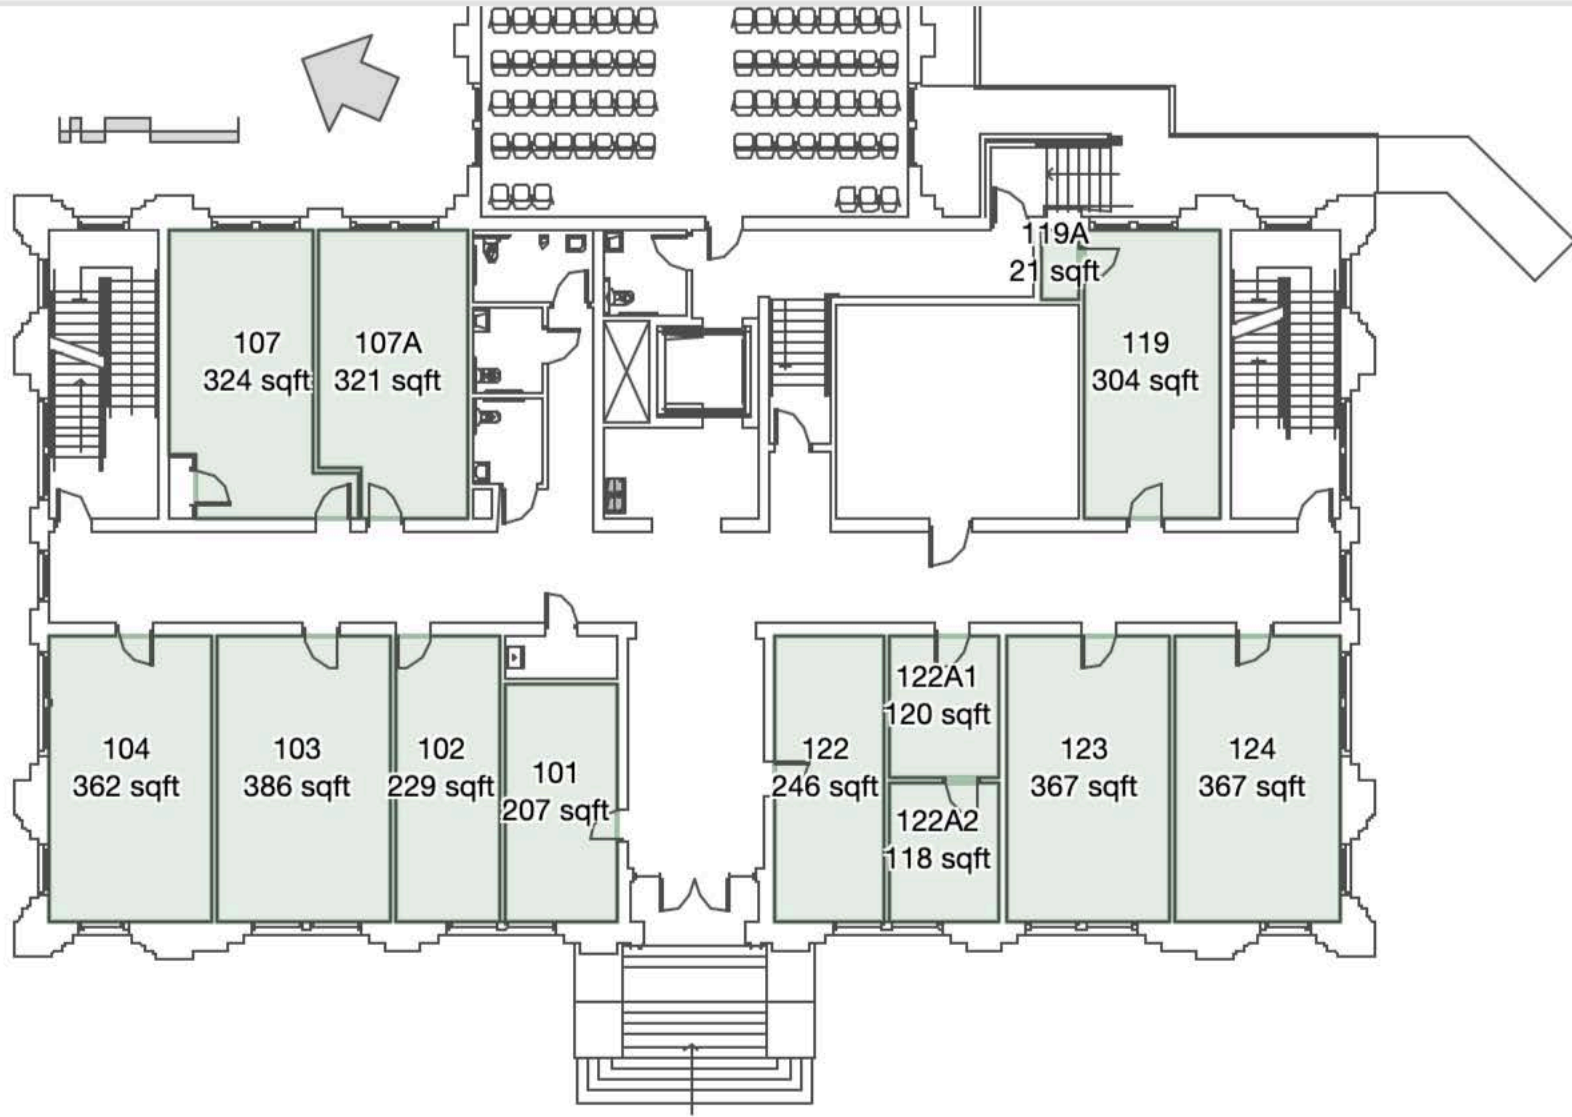 119A
21 sqft
107
324 sqft
107A
321 sqft
119
304 sqft
104
362 sqft
103
386 sqft
102
229 sqft
101
207 sqft
122
246 sqft
122A1
120 sqft
122A2
118 sqft
123
367 sqft
124
367 sqft